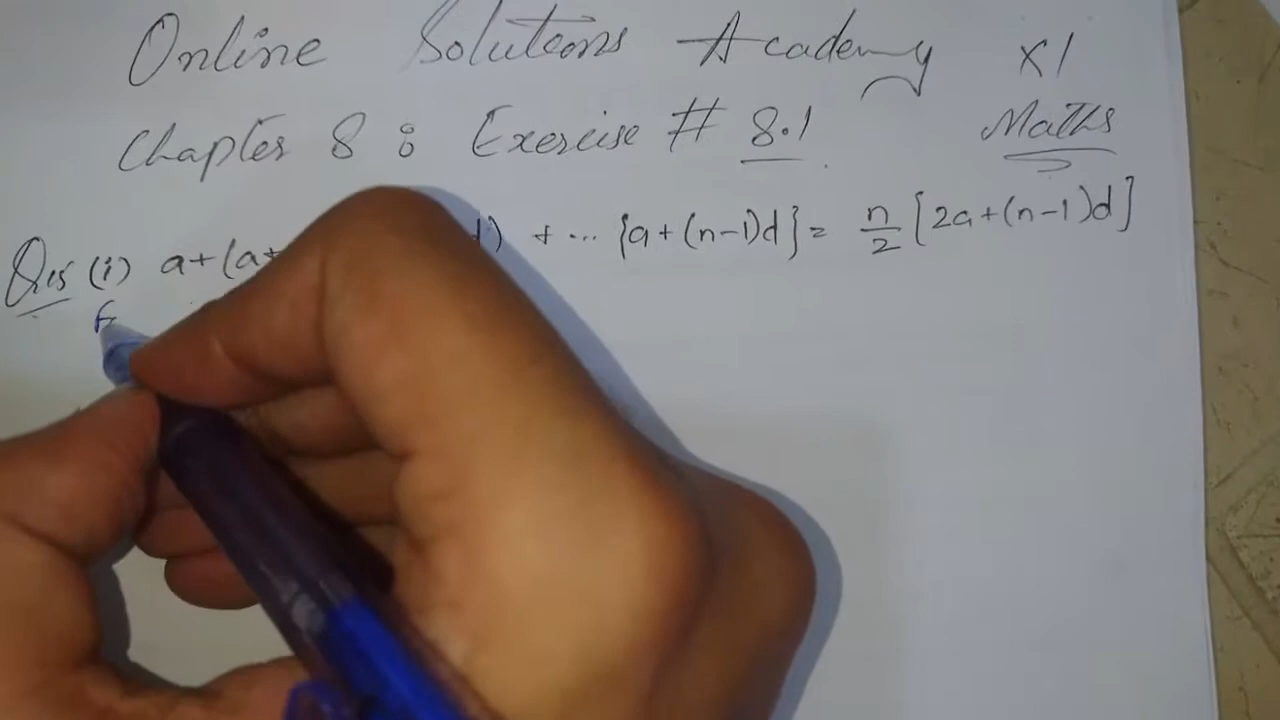 Online Solutions Academy XI
Chapter 8 : Exercise # 8.1 Maths
Qus (i) a+(a+ d) + ... {a+(n-1)d}= n/2 [2a+(n-1)d]